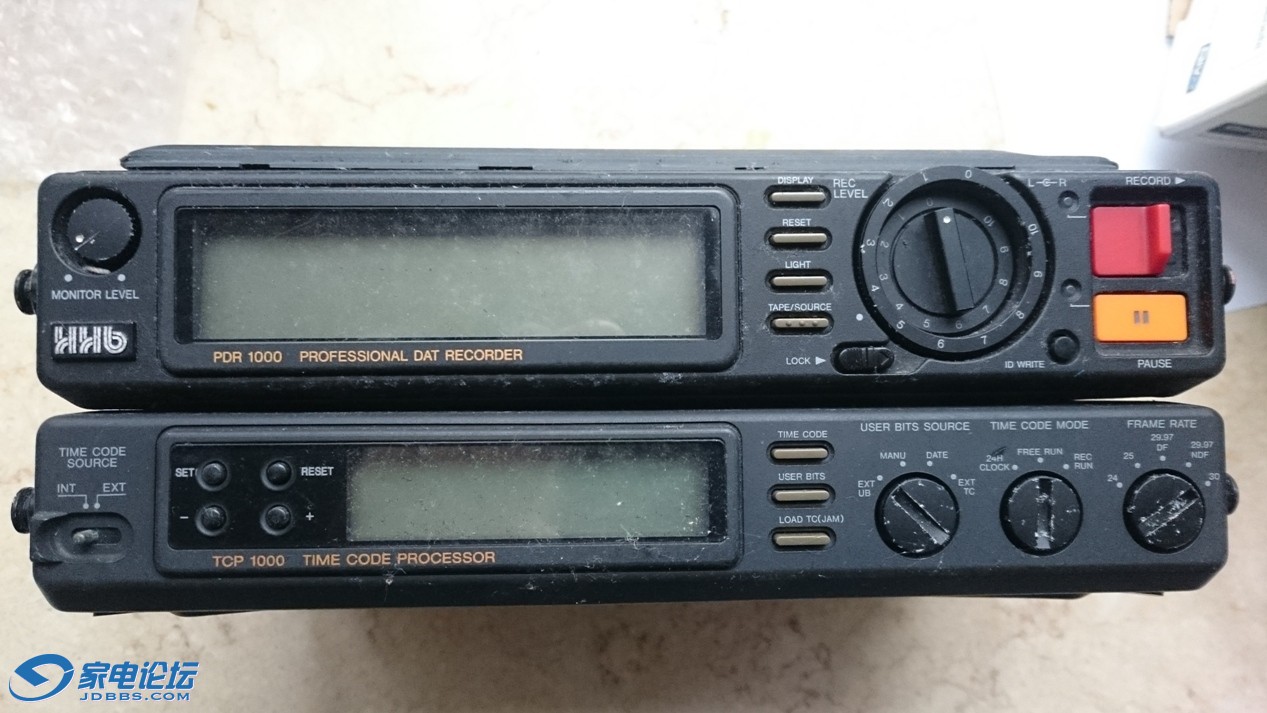 MONITOR LEVEL
HHb
PDR 1000 PROFESSIONAL DAT RECORDER
DISPLAY
REC
LEVEL
RESET
LIGHT
TAPE/SOURCE
LOCK ▶
0 1 2 3 4 5 6 7 8 9 10
L R
RECORD ▶
ID WRITE
PAUSE
TIME CODE
SOURCE
INT EXT
SET RESET
- +
TCP 1000 TIME CODE PROCESSOR
TIME CODE
USER BITS
LOAD TC(JAM)
USER BITS SOURCE
MANU DATE
EXT
UB
EXT
TC
TIME CODE MODE
24H
CLOCK
FREE RUN
REC
RUN
FRAME RATE
24
25
29.97
DF
29.97
NDF
30
家电论坛
JDBBS.COM